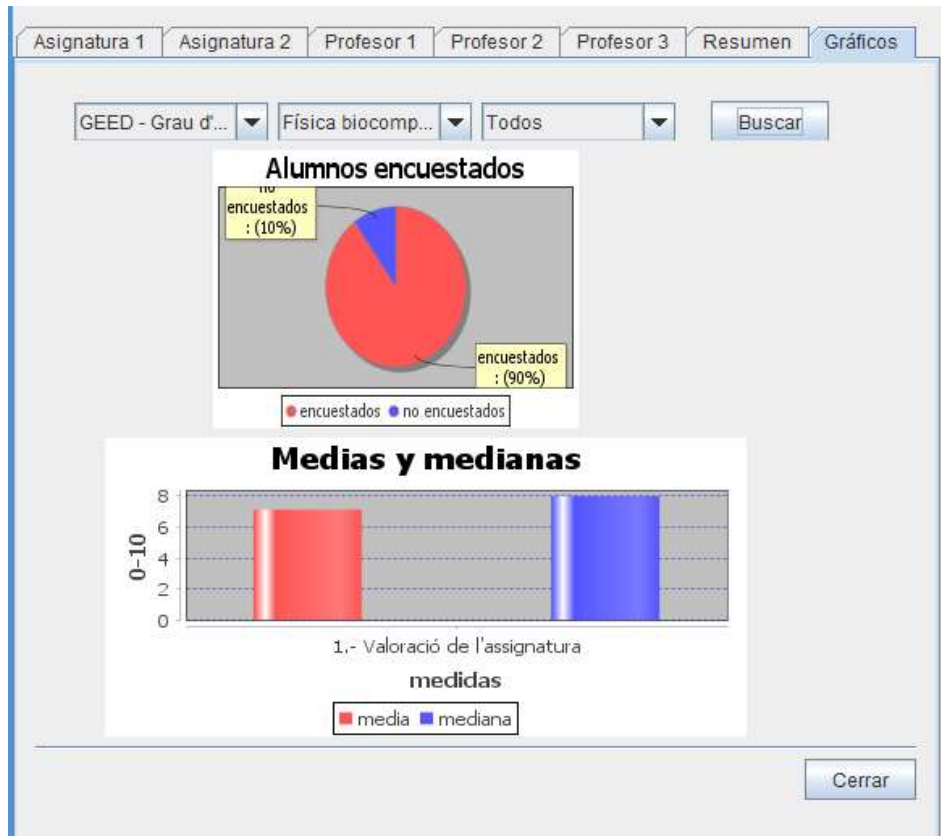 Asignatura 1 Asignatura 2 Profesor 1 Profesor 2 Profesor 3 Resumen Gráficos
GEED - Grau d'... Física biocomp... Todos Buscar
Alumnos encuestados
no
encuestados
: (10%)
encuestados
: (90%)
encuestados no encuestados
Medias y medianas
8
6
4
2
0
0-10
1.- Valoració de l'assignatura
medidas
media mediana
Cerrar